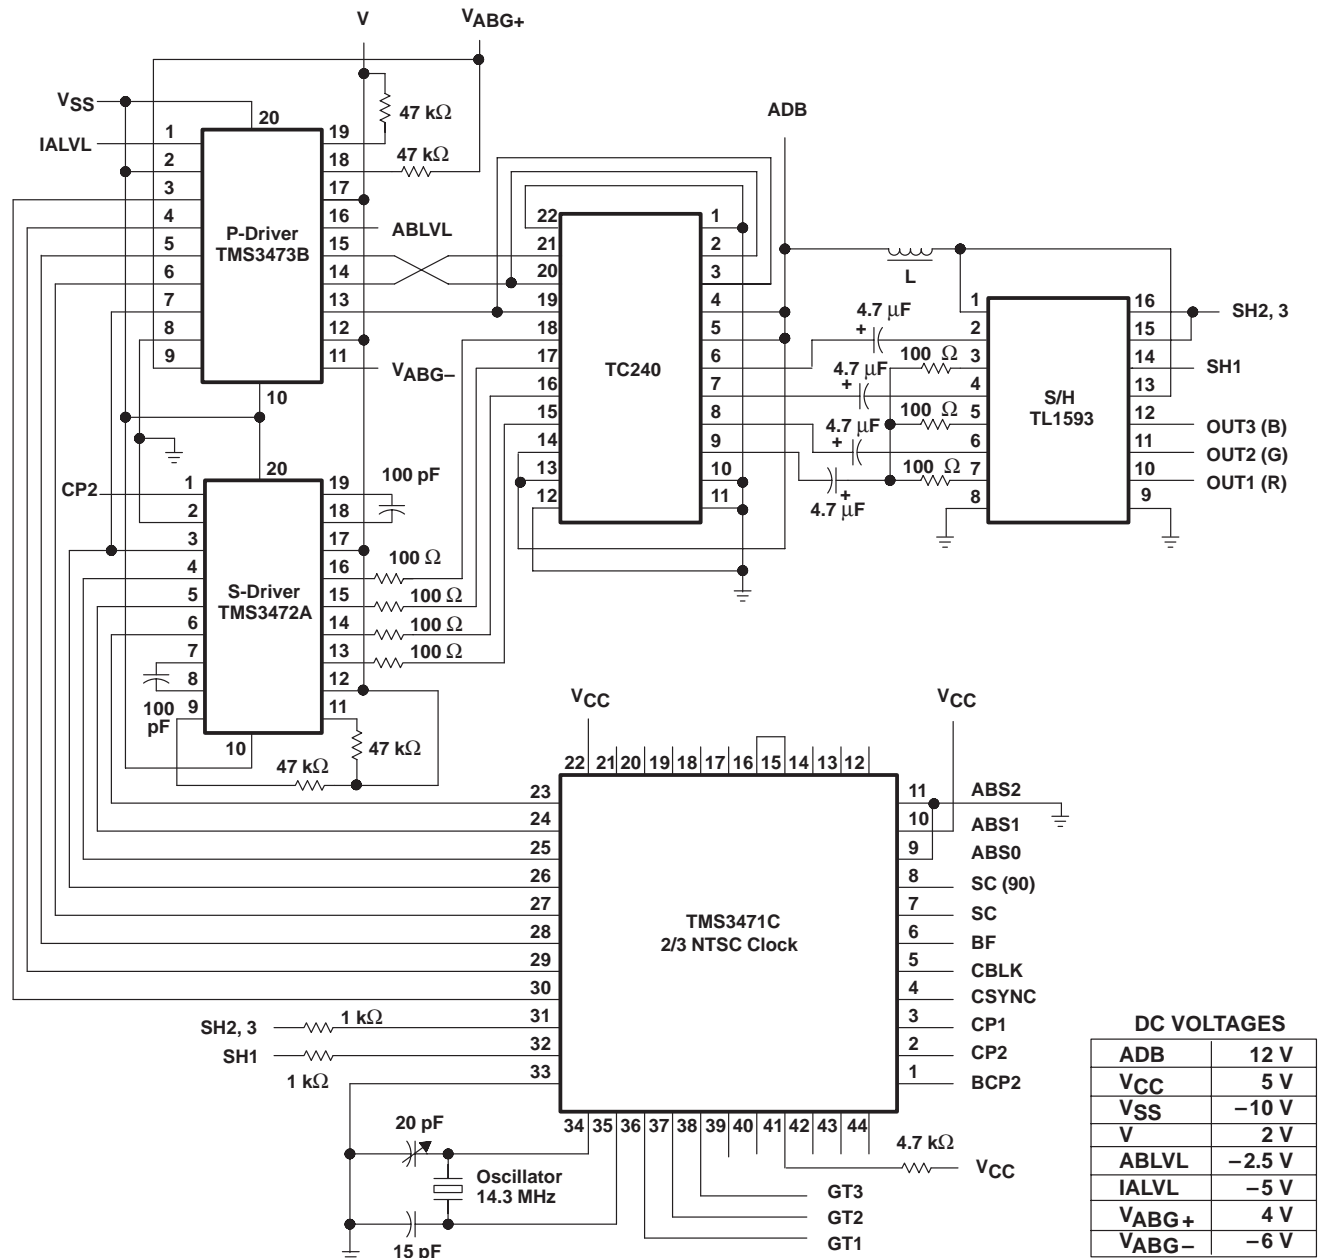 V
VABG+
VSS
IALVL
20
1
2
3
4
5
6
7
8
9
P-Driver
TMS3473B
19
18
17
16
15
14
13
12
11
10
47 kΩ
47 kΩ
ABLVL
VABG–
ADB
22
21
20
19
18
17
16
15
14
13
12
TC240
1
2
3
4
5
6
7
8
9
10
11
4.7 µF
+
4.7 µF
+
4.7 µF
+
+
4.7 µF
L
100 Ω
100 Ω
100 Ω
1
2
3
4
5
6
7
8
S/H
TL1593
16
15
14
13
12
11
10
9
SH2, 3
SH1
OUT3 (B)
OUT2 (G)
OUT1 (R)
CP2
20
1
2
3
4
5
6
7
8
9
S-Driver
TMS3472A
19
18
17
16
15
14
13
12
11
10
100 pF
100 Ω
100 Ω
100 Ω
100 Ω
100
pF
47 kΩ
47 kΩ
VCC
VCC
22 21 20 19 18 17 16 15 14 13 12
23
24
25
26
27
28
29
30
31
32
33
TMS3471C
2/3 NTSC Clock
11 ABS2
10 ABS1
9 ABS0
8 SC (90)
7 SC
6 BF
5 CBLK
4 CSYNC
3 CP1
2 CP2
1 BCP2
SH2, 3
1 kΩ
SH1
1 kΩ
34 35 36 37 38 39 40 41 42 43 44
20 pF
Oscillator
14.3 MHz
15 pF
4.7 kΩ
VCC
GT3
GT2
GT1
DC VOLTAGES
ADB 12 V
VCC 5 V
VSS –10 V
V 2 V
ABLVL –2.5 V
IALVL –5 V
VABG+ 4 V
VABG– –6 V